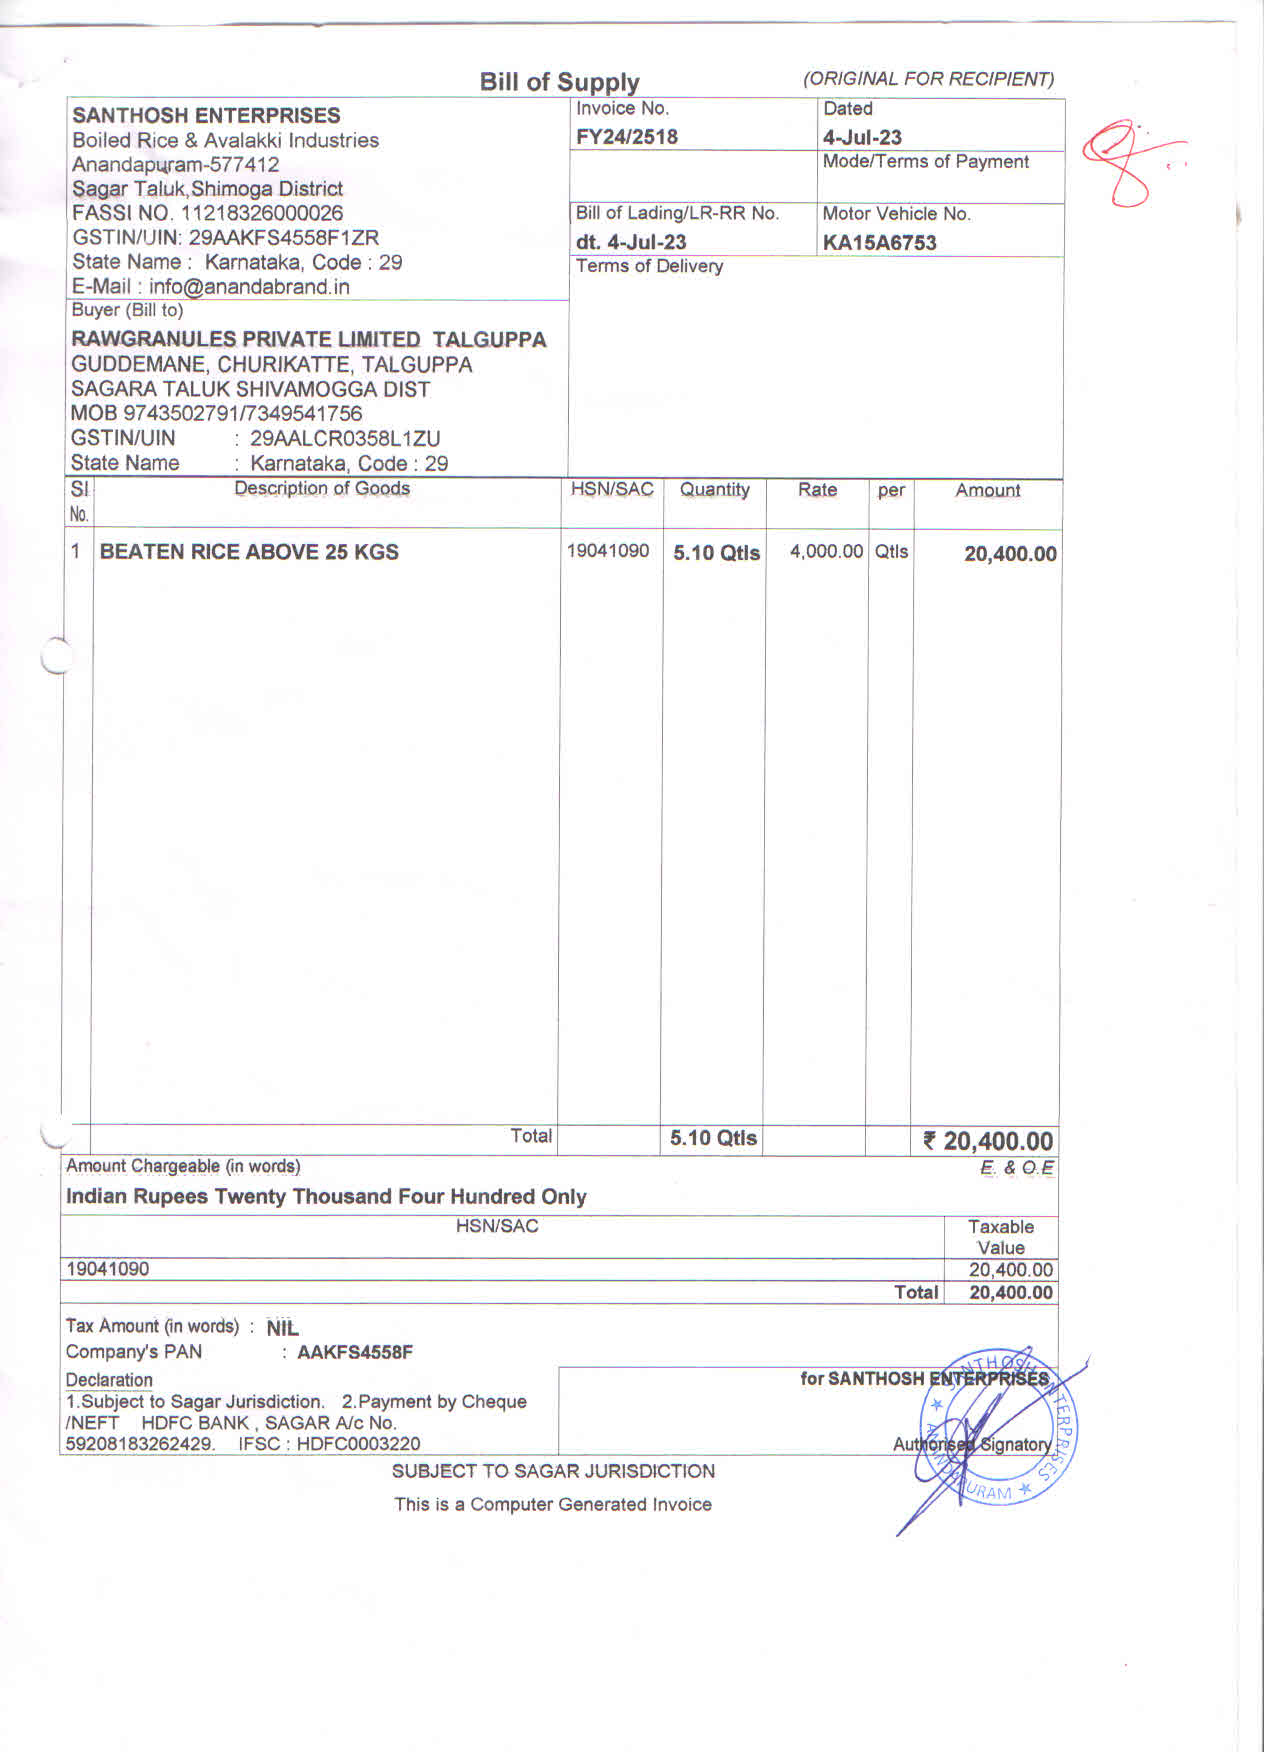 Bill of Supply
(ORIGINAL FOR RECIPIENT)
SANTHOSH ENTERPRISES
Boiled Rice & Avalakki Industries
Anandapuram-577412
Sagar Taluk,Shimoga District
FASSI NO. 11218326000026
GSTIN/UIN: 29AAKFS4558F1ZR
State Name : Karnataka, Code : 29
E-Mail : info@anandabrand.in
Invoice No.
FY24/2518
Dated
4-Jul-23
Mode/Terms of Payment
Bill of Lading/LR-RR No.
dt. 4-Jul-23
Motor Vehicle No.
KA15A6753
Terms of Delivery
Buyer (Bill to)
RAWGRANULES PRIVATE LIMITED TALGUPPA
GUDDEMANE, CHURIKATTE, TALGUPPA
SAGARA TALUK SHIVAMOGGA DIST
MOB 9743502791/7349541756
GSTIN/UIN : 29AALCR0358L1ZU
State Name : Karnataka, Code : 29
Sl No. Description of Goods HSN/SAC Quantity Rate per Amount
1 BEATEN RICE ABOVE 25 KGS 19041090 5.10 Qtls 4,000.00 Qtls 20,400.00
Total 5.10 Qtls ₹ 20,400.00
Amount Chargeable (in words) E. & O.E
Indian Rupees Twenty Thousand Four Hundred Only
HSN/SAC Taxable Value
19041090 20,400.00
Total 20,400.00
Tax Amount (in words) : NIL
Company's PAN : AAKFS4558F
Declaration
1.Subject to Sagar Jurisdiction. 2.Payment by Cheque
/NEFT HDFC BANK , SAGAR A/c No.
59208183262429. IFSC : HDFC0003220
for SANTHOSH ENTERPRISES
Authorised Signatory
SANTHOSH ENTERPRISES ★ ANANDAPURAM ★
SUBJECT TO SAGAR JURISDICTION
This is a Computer Generated Invoice